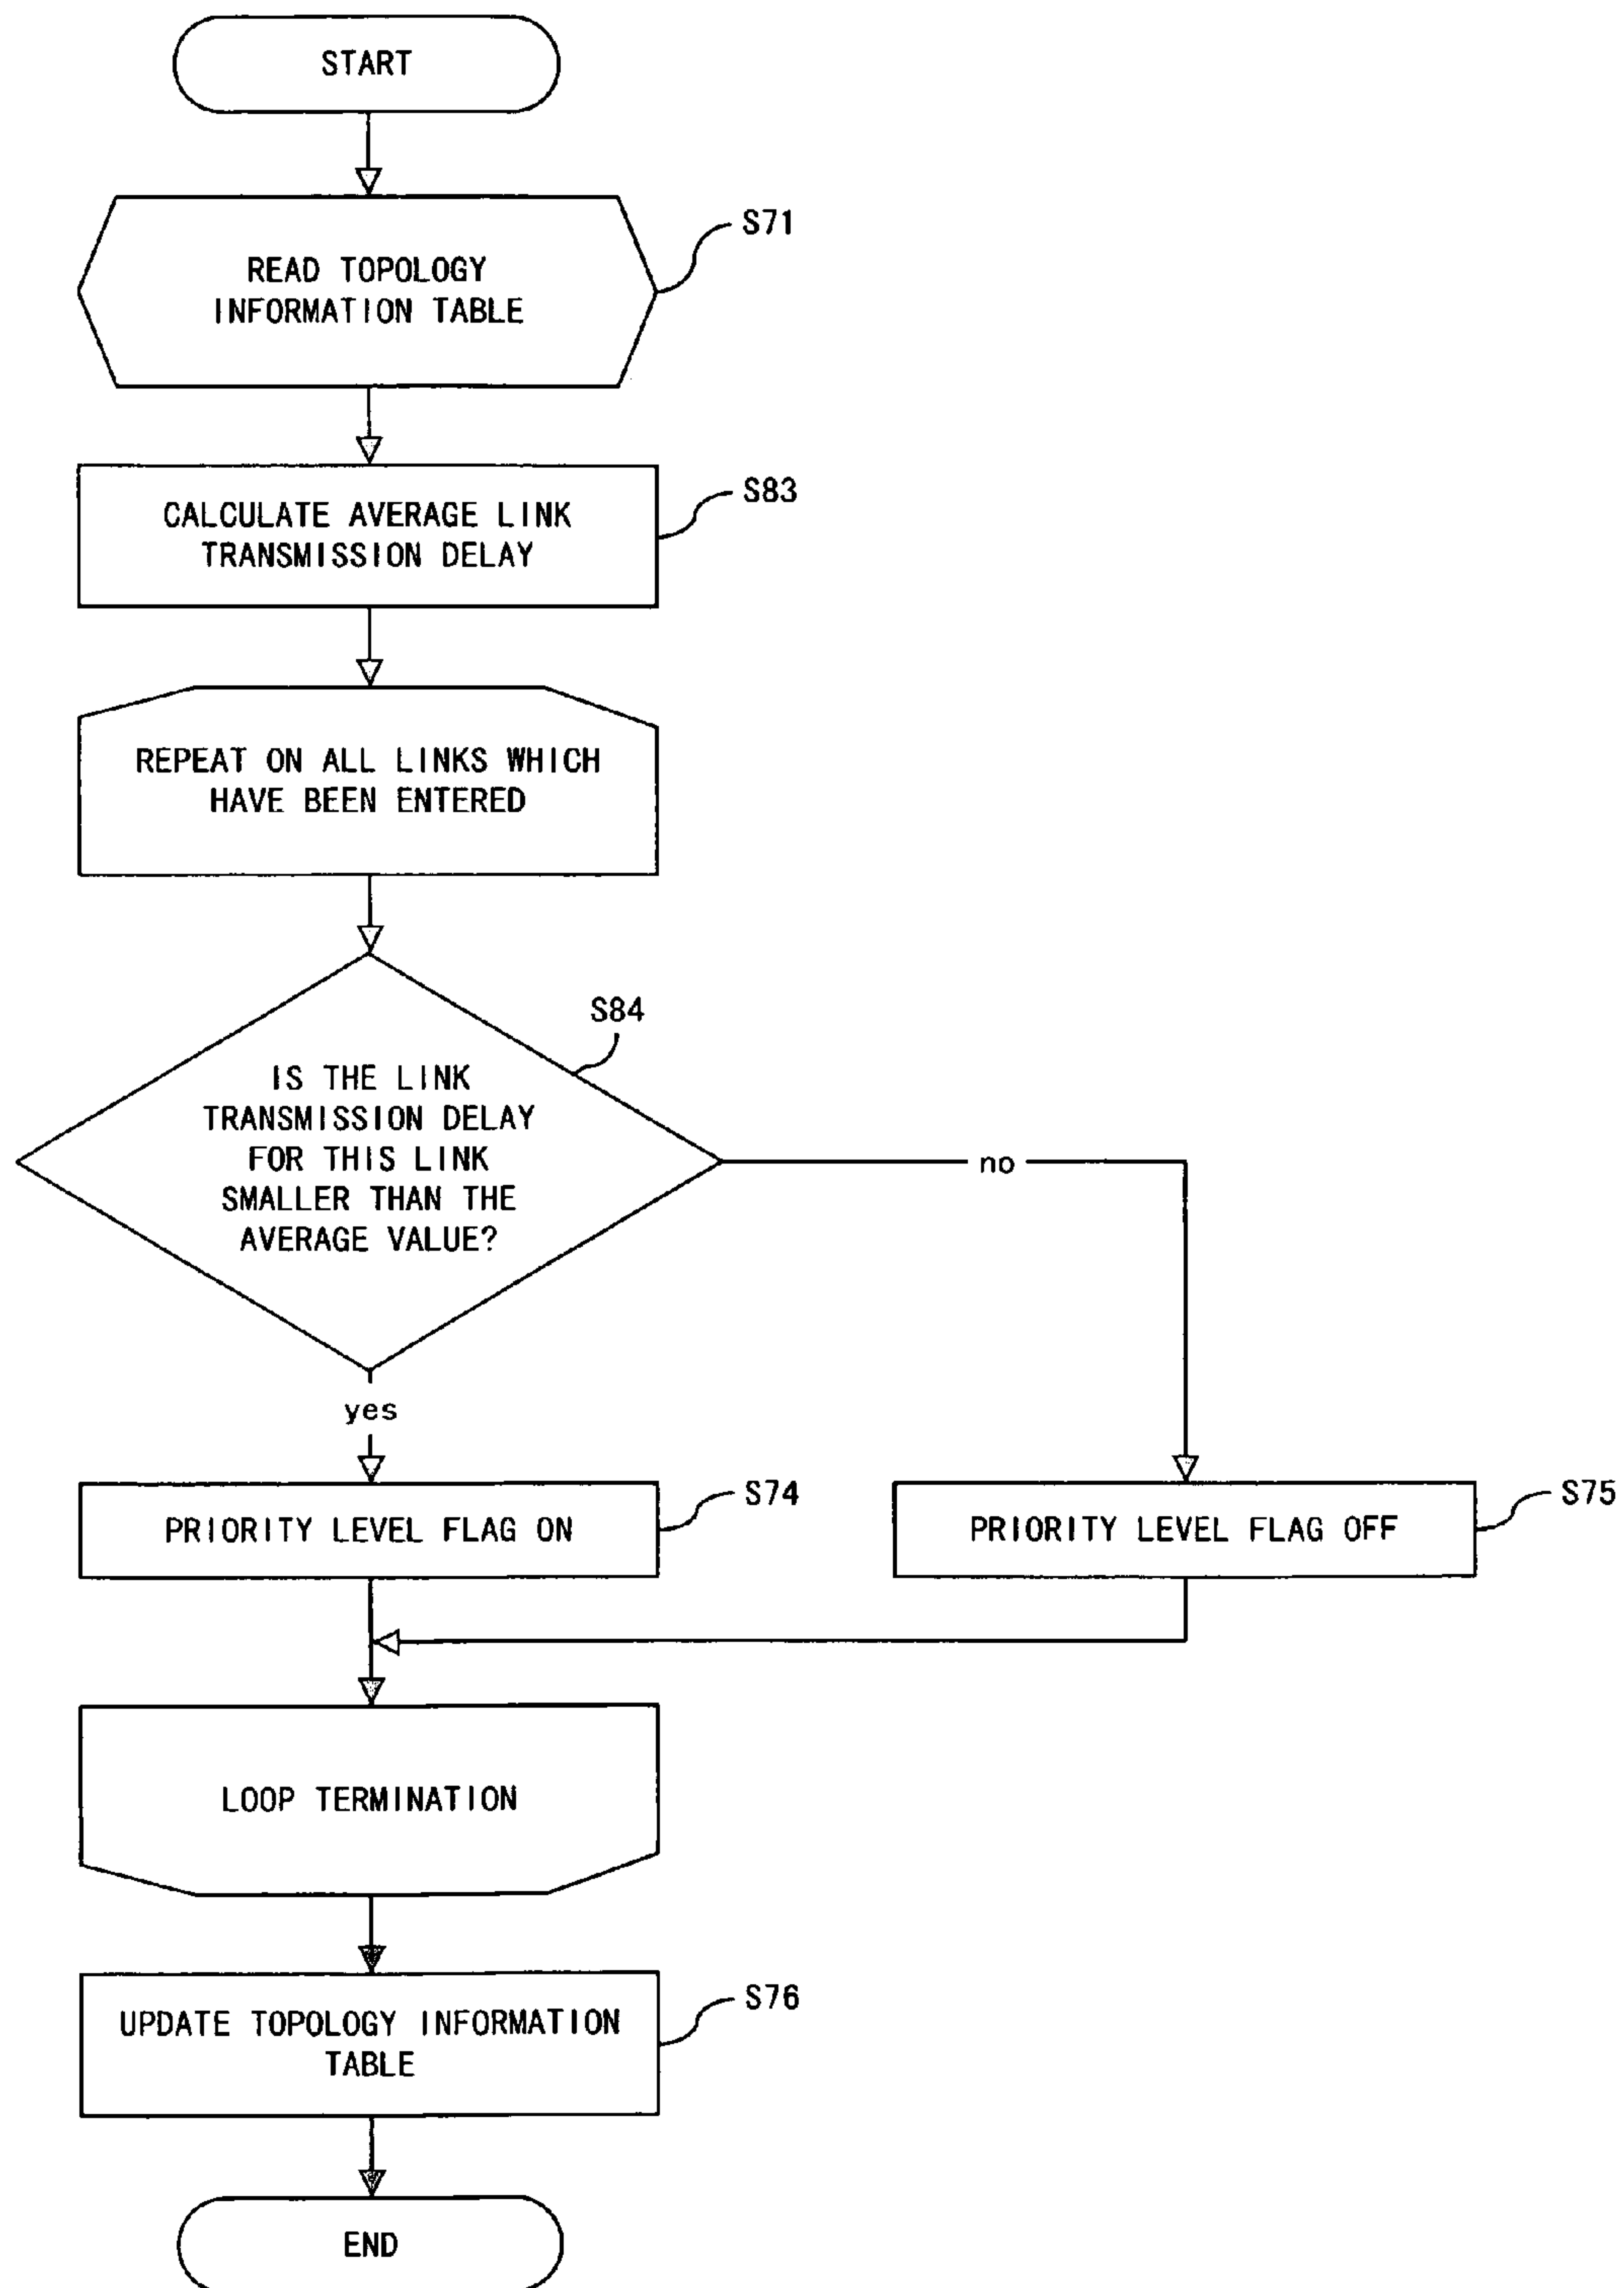 START
READ TOPOLOGY
INFORMATION TABLE
S71
CALCULATE AVERAGE LINK
TRANSMISSION DELAY
S83
REPEAT ON ALL LINKS WHICH
HAVE BEEN ENTERED
S84
IS THE LINK
TRANSMISSION DELAY
FOR THIS LINK
SMALLER THAN THE
AVERAGE VALUE?
no
yes
PRIORITY LEVEL FLAG ON
S74
PRIORITY LEVEL FLAG OFF
S75
LOOP TERMINATION
UPDATE TOPOLOGY INFORMATION
TABLE
S76
END